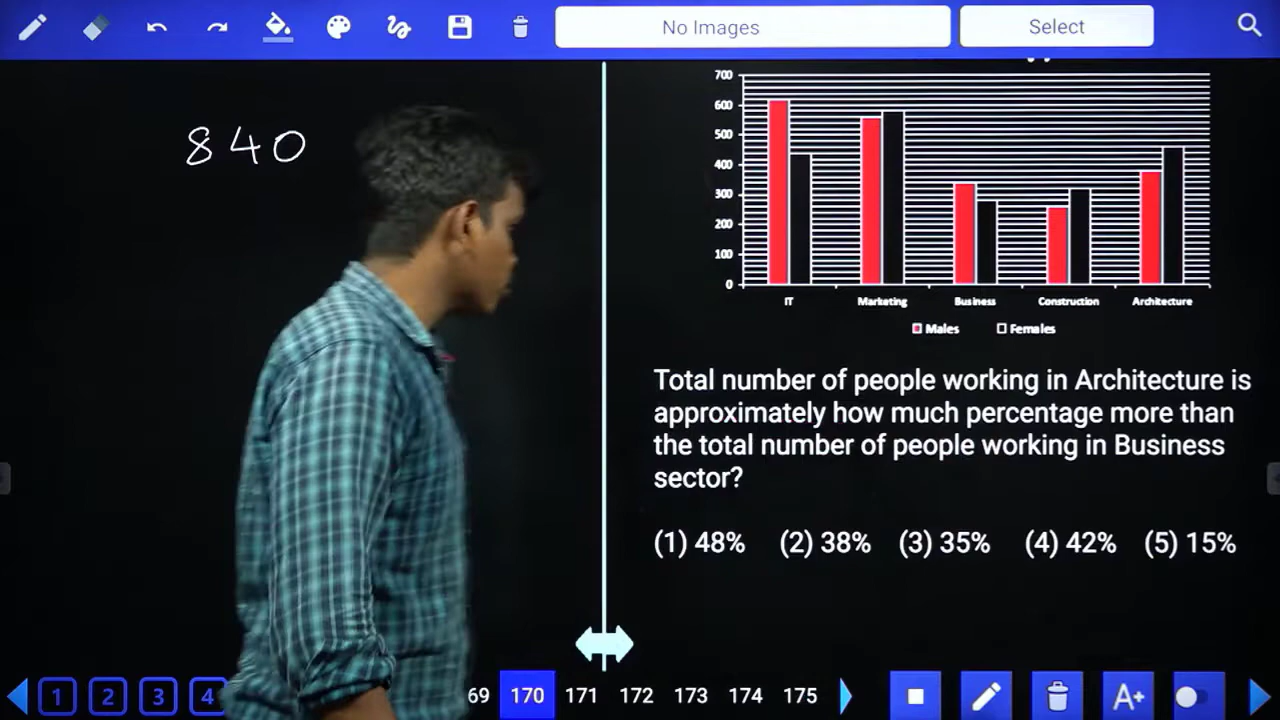 No Images
Select
840
700
600
500
400
300
200
100
0
IT Marketing Business Construction Architecture
Males Females
Total number of people working in Architecture is
approximately how much percentage more than
the total number of people working in Business
sector?
(1) 48% (2) 38% (3) 35% (4) 42% (5) 15%
1 2 3 4 69 170 171 172 173 174 175 A+